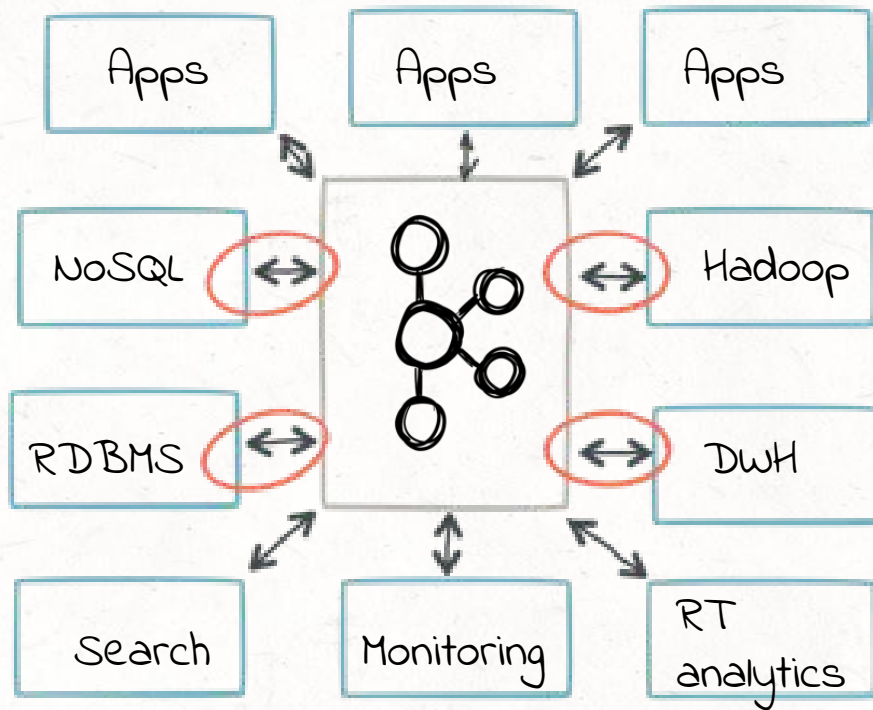 Apps
Apps
Apps
NoSQL
Hadoop
RDBMS
DWH
Search
Monitoring
RT
analytics